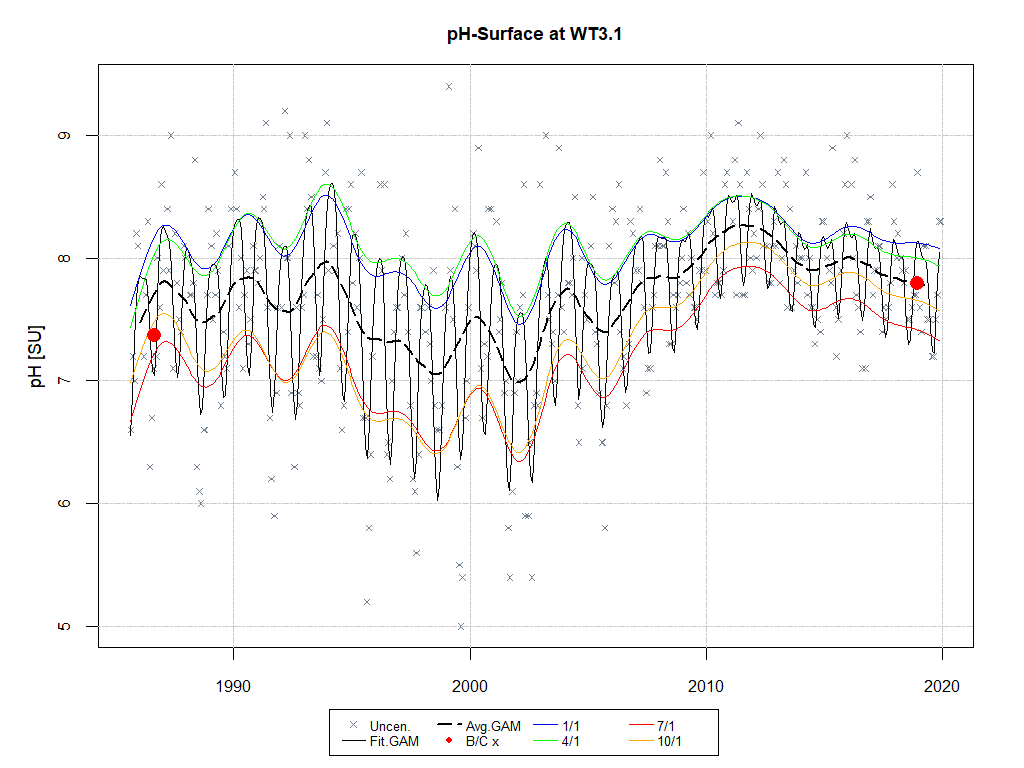 pH-Surface at WT3.1
pH [SU]
9
8
7
6
5
1990 2000 2010 2020
Uncen. Avg.GAM 1/1 7/1
Fit.GAM B/C x 4/1 10/1